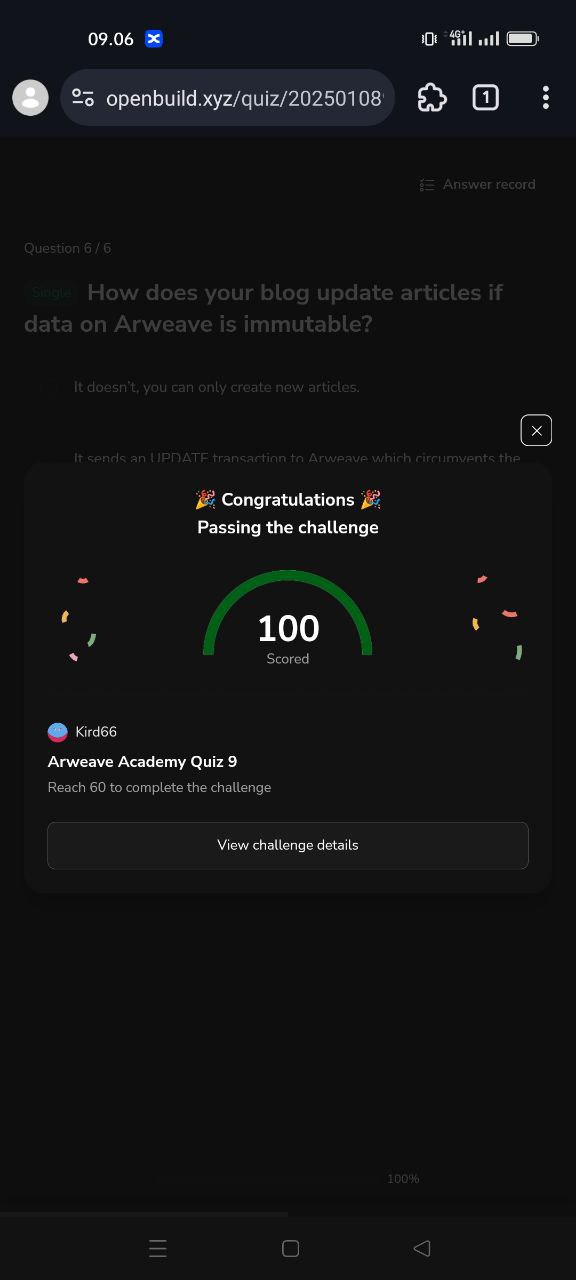 09.06
4G+
openbuild.xyz/quiz/20250108
1
Answer record
Question 6 / 6
Single How does your blog update articles if
data on Arweave is immutable?
It doesn't, you can only create new articles.
It sends an UPDATE transaction to Arweave which circumvents the
🎉 Congratulations 🎉
Passing the challenge
100
Scored
Kird66
Arweave Academy Quiz 9
Reach 60 to complete the challenge
View challenge details
100%